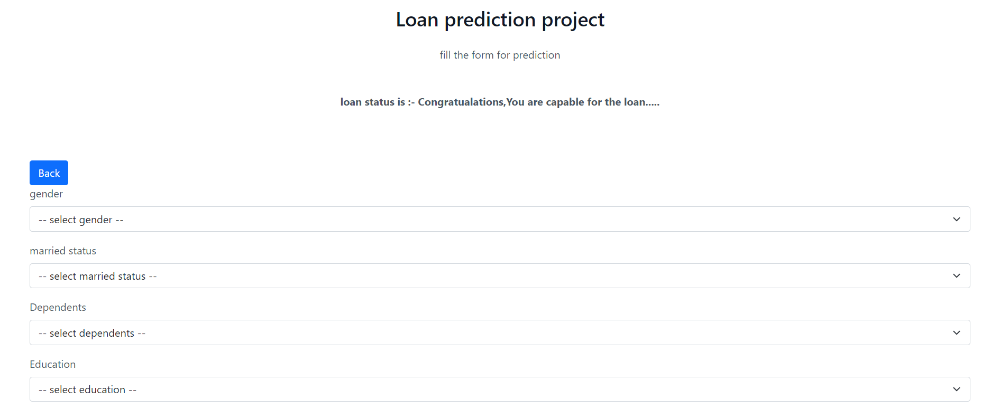 Loan prediction project
fill the form for prediction
loan status is :- Congratualations,You are capable for the loan.....
Back
gender
-- select gender --
married status
-- select married status --
Dependents
-- select dependents --
Education
-- select education --